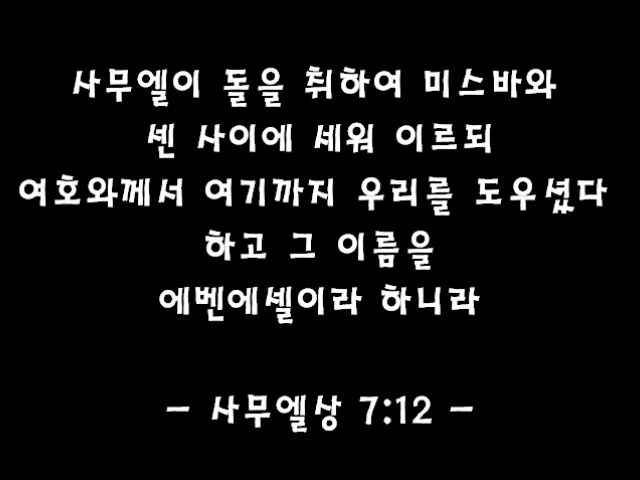 사무엘이 돌을 취하여 미스바와
센 사이에 세워 이르되
여호와께서 여기까지 우리를 도우셨다
하고 그 이름을
에벤에셀이라 하니라
- 사무엘상 7:12 -